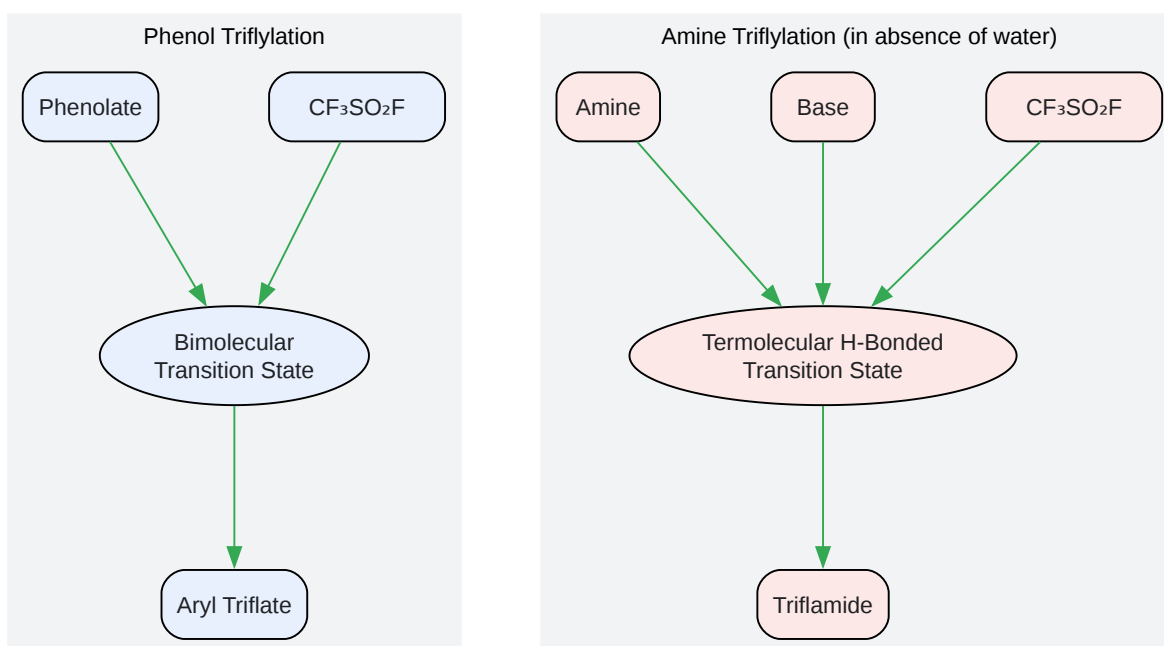 Phenol Triflylation
Phenolate
CF₃SO₂F
Bimolecular
Transition State
Aryl Triflate
Amine Triflylation (in absence of water)
Amine
Base
CF₃SO₂F
Termolecular H-Bonded
Transition State
Triflamide